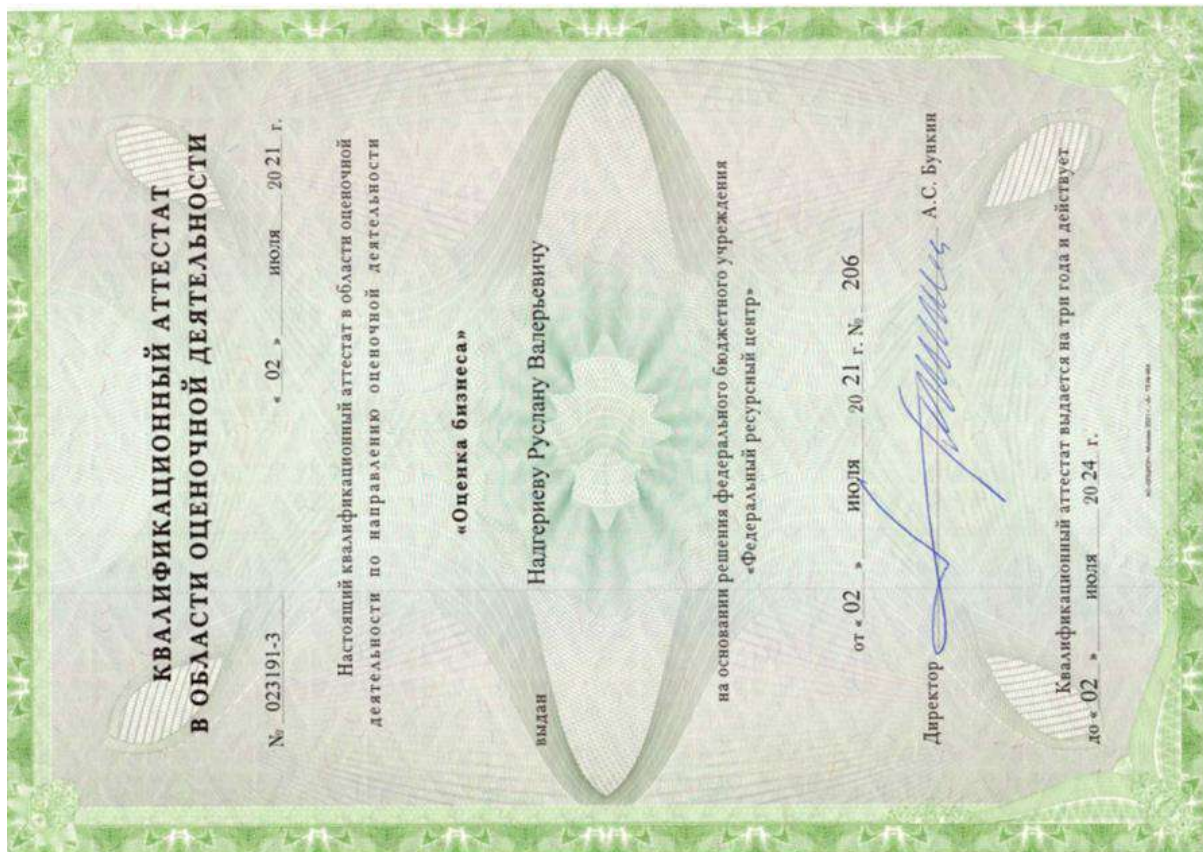 КВАЛИФИКАЦИОННЫЙ АТТЕСТАТ
В ОБЛАСТИ ОЦЕНОЧНОЙ ДЕЯТЕЛЬНОСТИ
№ 023191-3 « 02 » июля 20 21 г.
Настоящий квалификационный аттестат в области оценочной
деятельности по направлению оценочной деятельности
«Оценка бизнеса»
выдан Надгериеву Руслану Валерьевичу
на основании решения федерального бюджетного учреждения
«Федеральный ресурсный центр»
от « 02 » июля 20 21 г. № 206
Директор А.С. Бункин
Квалификационный аттестат выдается на три года и действует
до « 02 » июля 20 24 г.